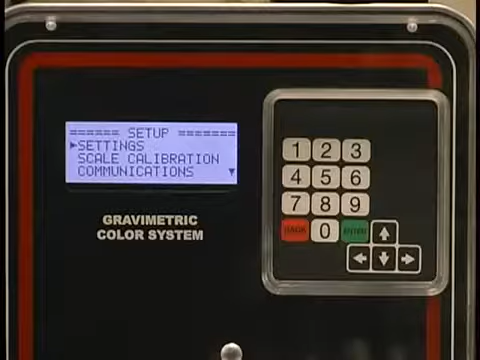 ====== SETUP =======
▶SETTINGS
SCALE CALIBRATION
COMMUNICATIONS ▼
GRAVIMETRIC
COLOR SYSTEM
1 2 3
4 5 6
7 8 9
BACK 0 ENTER